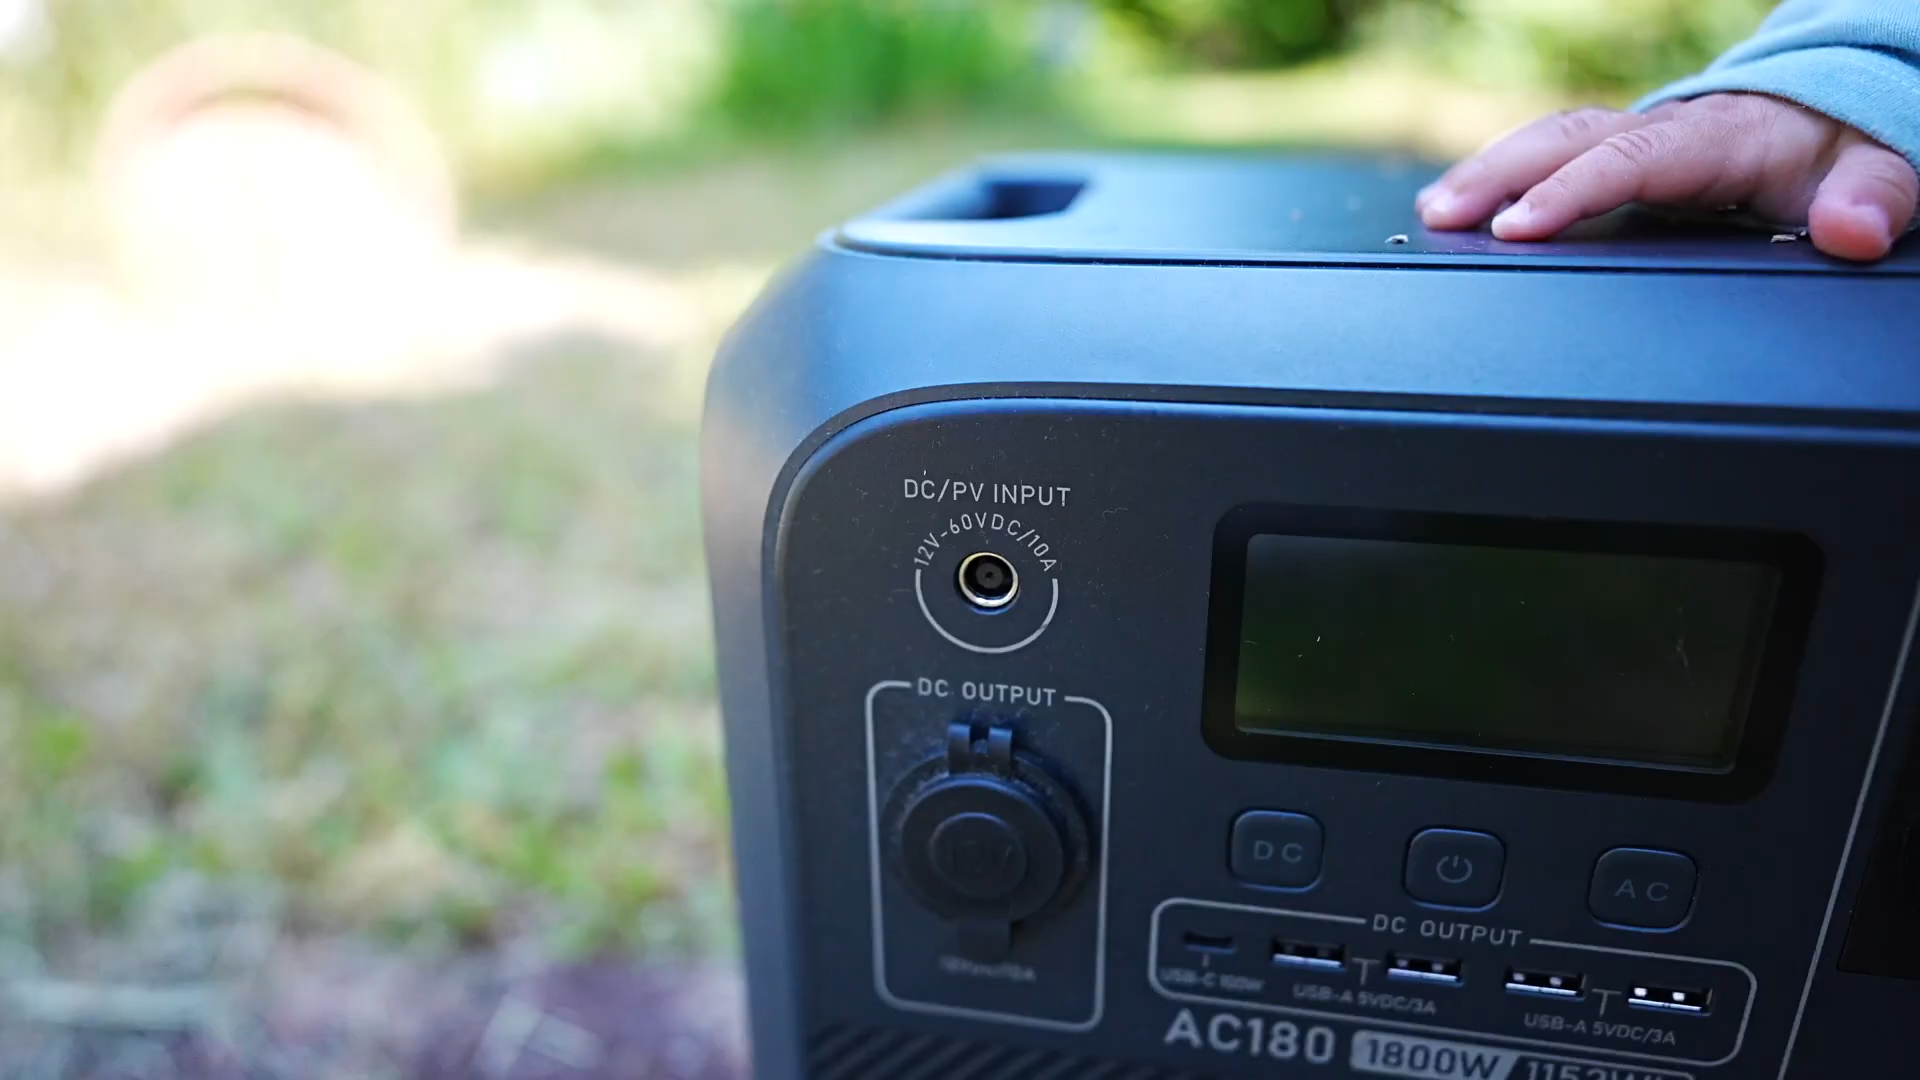 DC/PV INPUT
12V-60VDC/10A
DC OUTPUT
12V
DC
AC
DC OUTPUT
USB-C 100W
USB-A 5VDC/3A
USB-A 5VDC/3A
AC180 1800W